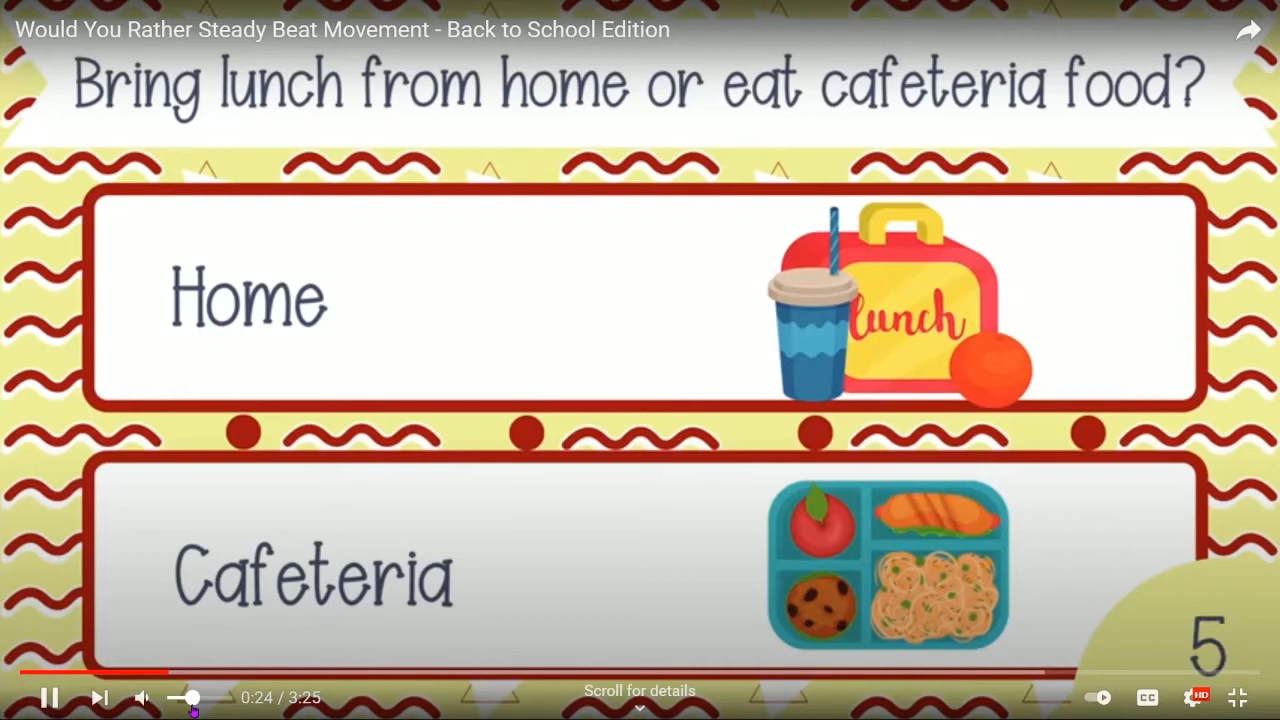 Would You Rather Steady Beat Movement - Back to School Edition
Bring lunch from home or eat cafeteria food?
Home
lunch
Cafeteria
5
0:24 / 3:25
Scroll for details
CC
HD